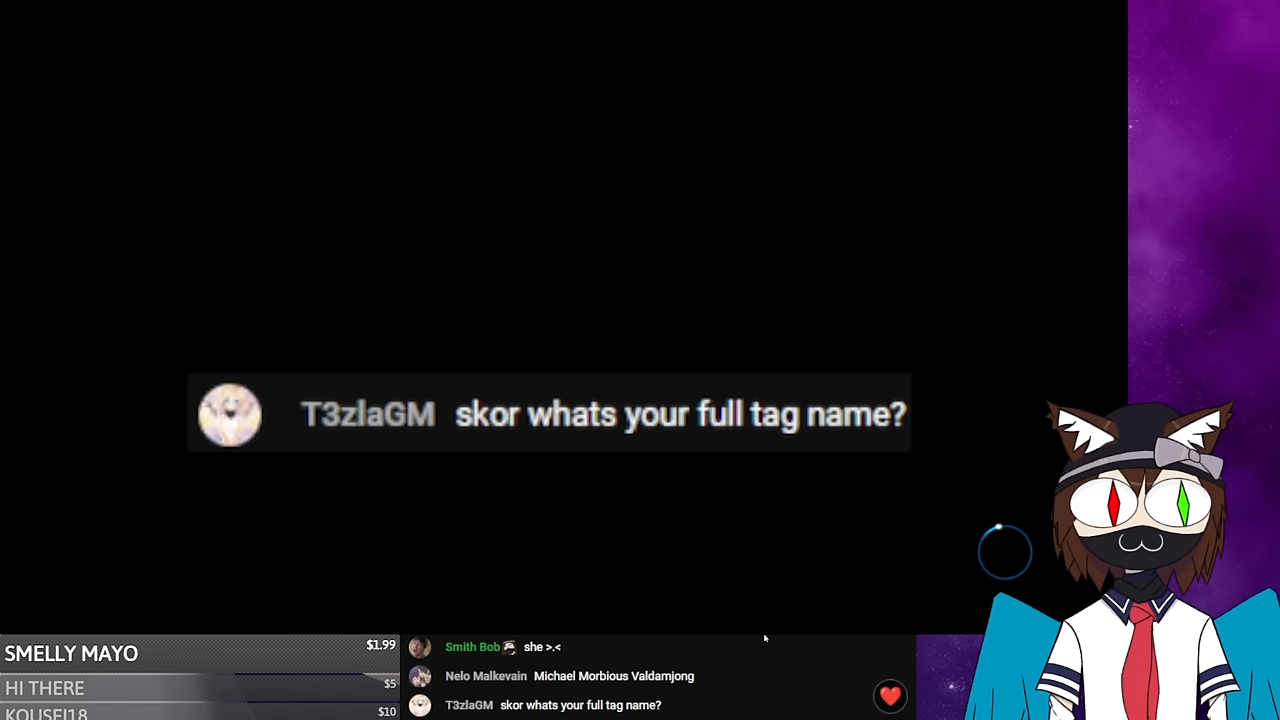 T3zlaGM skor whats your full tag name?
SMELLY MAYO $1.99
HI THERE $5
KOUSEI18 $10
Smith Bob she >.<
Nelo Malkevain Michael Morbious Valdamjong
T3zlaGM skor whats your full tag name?